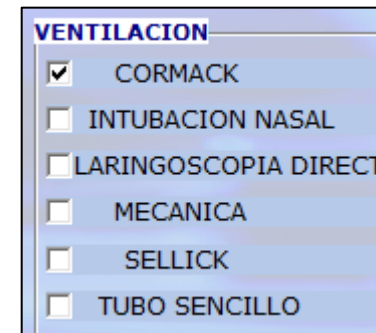 VENTILACION
CORMACK
INTUBACION NASAL
LARINGOSCOPIA DIRECT
MECANICA
SELLICK
TUBO SENCILLO